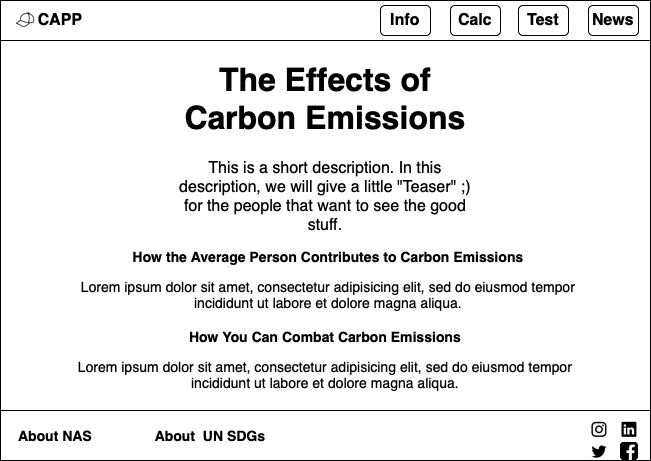 CAPP
Info
Calc
Test
News
The Effects of
Carbon Emissions
This is a short description. In this
description, we will give a little "Teaser" ;)
for the people that want to see the good
stuff.
How the Average Person Contributes to Carbon Emissions
Lorem ipsum dolor sit amet, consectetur adipisicing elit, sed do eiusmod tempor
incididunt ut labore et dolore magna aliqua.
How You Can Combat Carbon Emissions
Lorem ipsum dolor sit amet, consectetur adipisicing elit, sed do eiusmod tempor
incididunt ut labore et dolore magna aliqua.
About NAS
About  UN SDGs